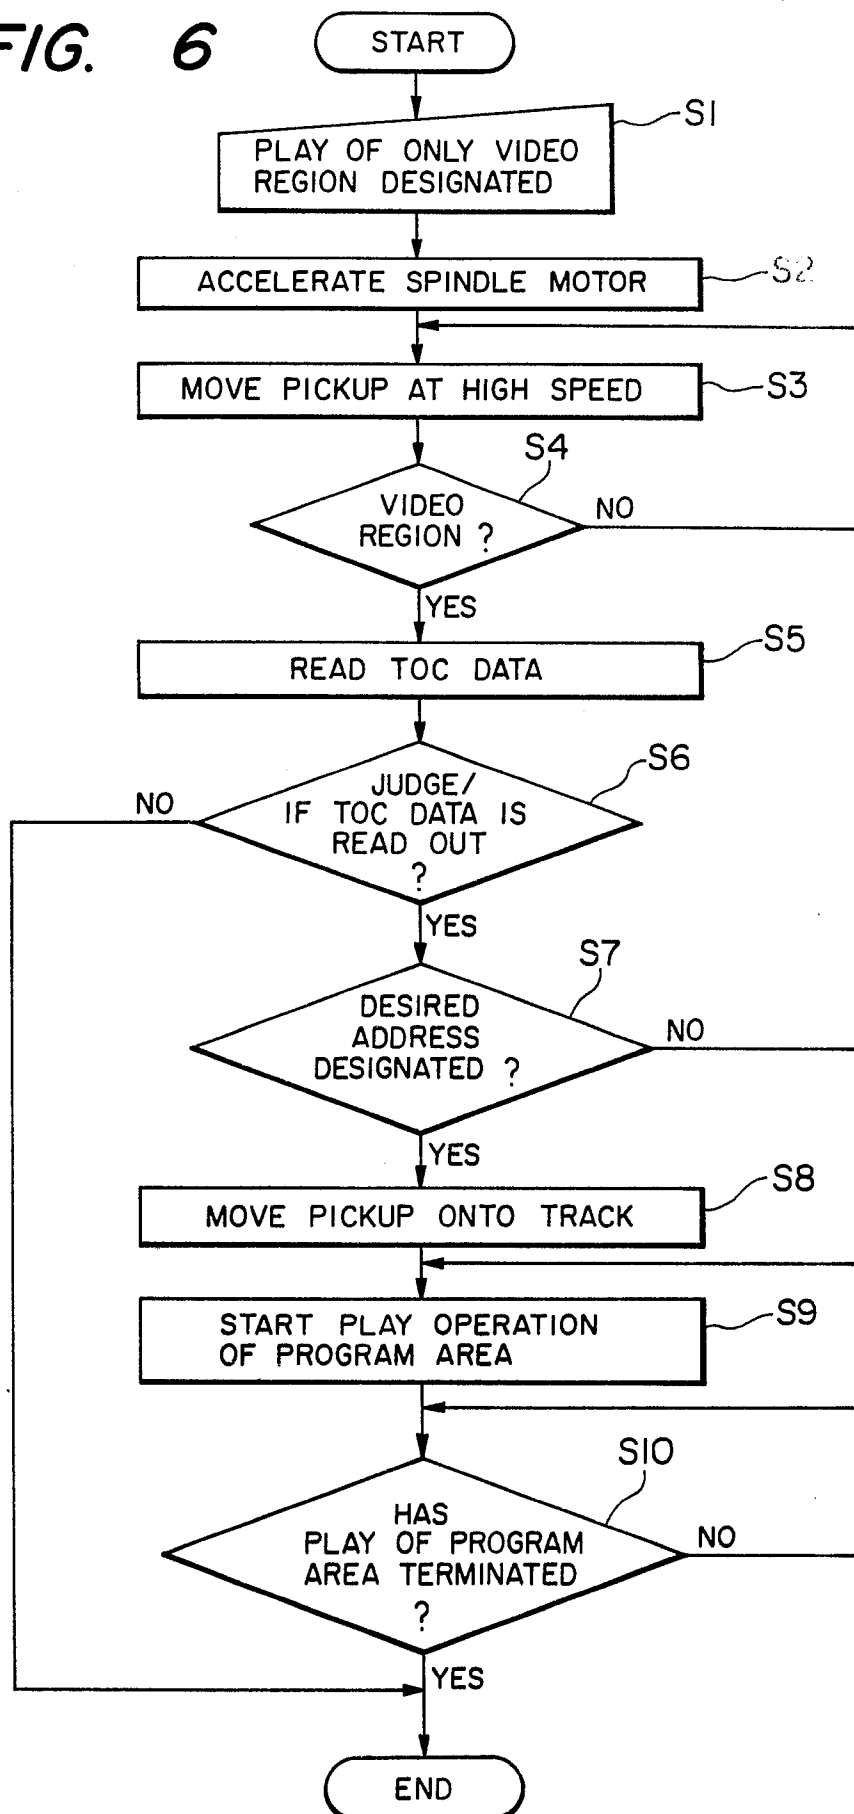 FIG. 6
START
S1
PLAY OF ONLY VIDEO
REGION DESIGNATED
S2
ACCELERATE SPINDLE MOTOR
S3
MOVE PICKUP AT HIGH SPEED
S4
VIDEO
REGION ?
NO
YES
S5
READ TOC DATA
S6
JUDGE/
IF TOC DATA IS
READ OUT
?
NO
YES
S7
DESIRED
ADDRESS
DESIGNATED ?
NO
YES
S8
MOVE PICKUP ONTO TRACK
S9
START PLAY OPERATION
OF PROGRAM AREA
S10
HAS
PLAY OF PROGRAM
AREA TERMINATED
?
NO
YES
END